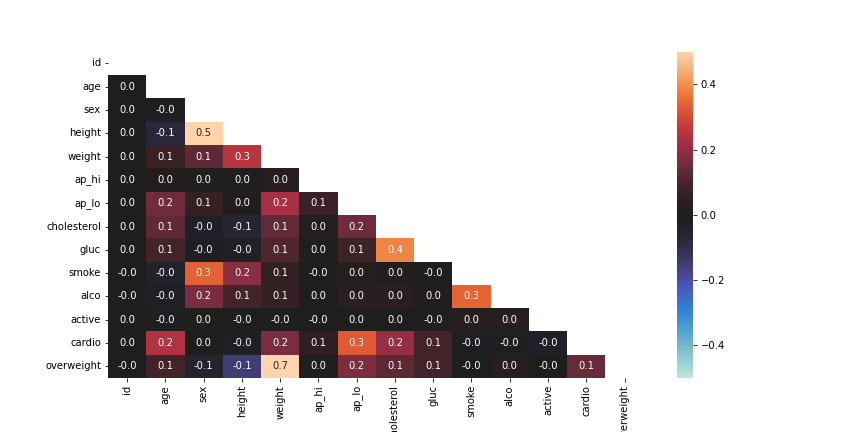 id
age 0.0
sex 0.0 -0.0
height 0.0 -0.1 0.5
weight 0.0 0.1 0.1 0.3
ap_hi 0.0 0.0 0.0 0.0 0.0
ap_lo 0.0 0.2 0.1 0.0 0.2 0.1
cholesterol 0.0 0.1 -0.0 -0.1 0.1 0.0 0.2
gluc 0.0 0.1 -0.0 -0.0 0.1 0.0 0.1 0.4
smoke -0.0 -0.0 0.3 0.2 0.1 -0.0 0.0 0.0 -0.0
alco -0.0 -0.0 0.2 0.1 0.1 0.0 0.0 0.0 0.0 0.3
active 0.0 -0.0 0.0 -0.0 -0.0 -0.0 0.0 0.0 -0.0 0.0 0.0
cardio 0.0 0.2 0.0 -0.0 0.2 0.1 0.3 0.2 0.1 -0.0 -0.0 -0.0
overweight -0.0 0.1 -0.1 -0.1 0.7 0.0 0.2 0.1 0.1 -0.0 0.0 -0.0 0.1
id age sex height weight ap_hi ap_lo holesterol gluc smoke alco active cardio erweight
0.4
0.2
0.0
−0.2
−0.4